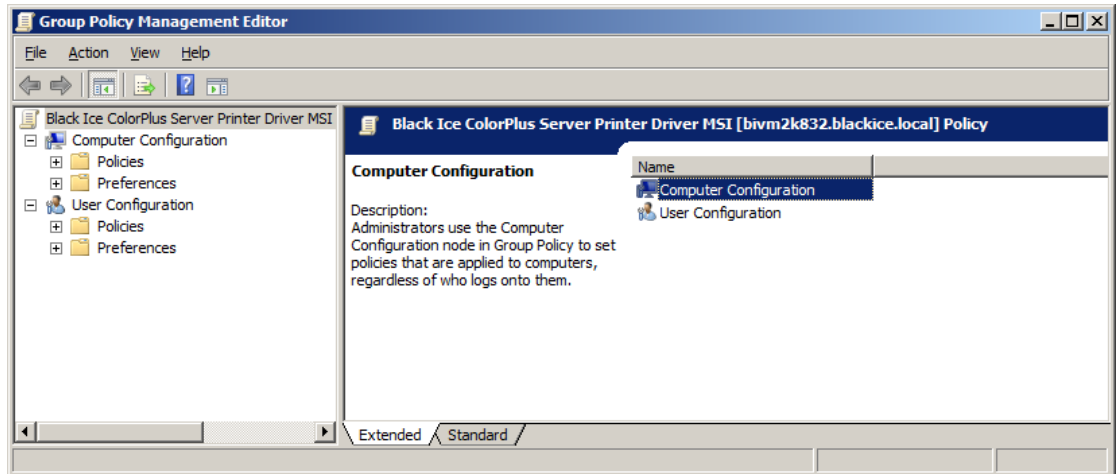 Group Policy Management Editor
File Action View Help
Black Ice ColorPlus Server Printer Driver MSI
Computer Configuration
Policies
Preferences
User Configuration
Policies
Preferences
Black Ice ColorPlus Server Printer Driver MSI [bivm2k832.blackice.local] Policy
Computer Configuration
Description:
Administrators use the Computer
Configuration node in Group Policy to set
policies that are applied to computers,
regardless of who logs onto them.
Name
Computer Configuration
User Configuration
Extended Standard